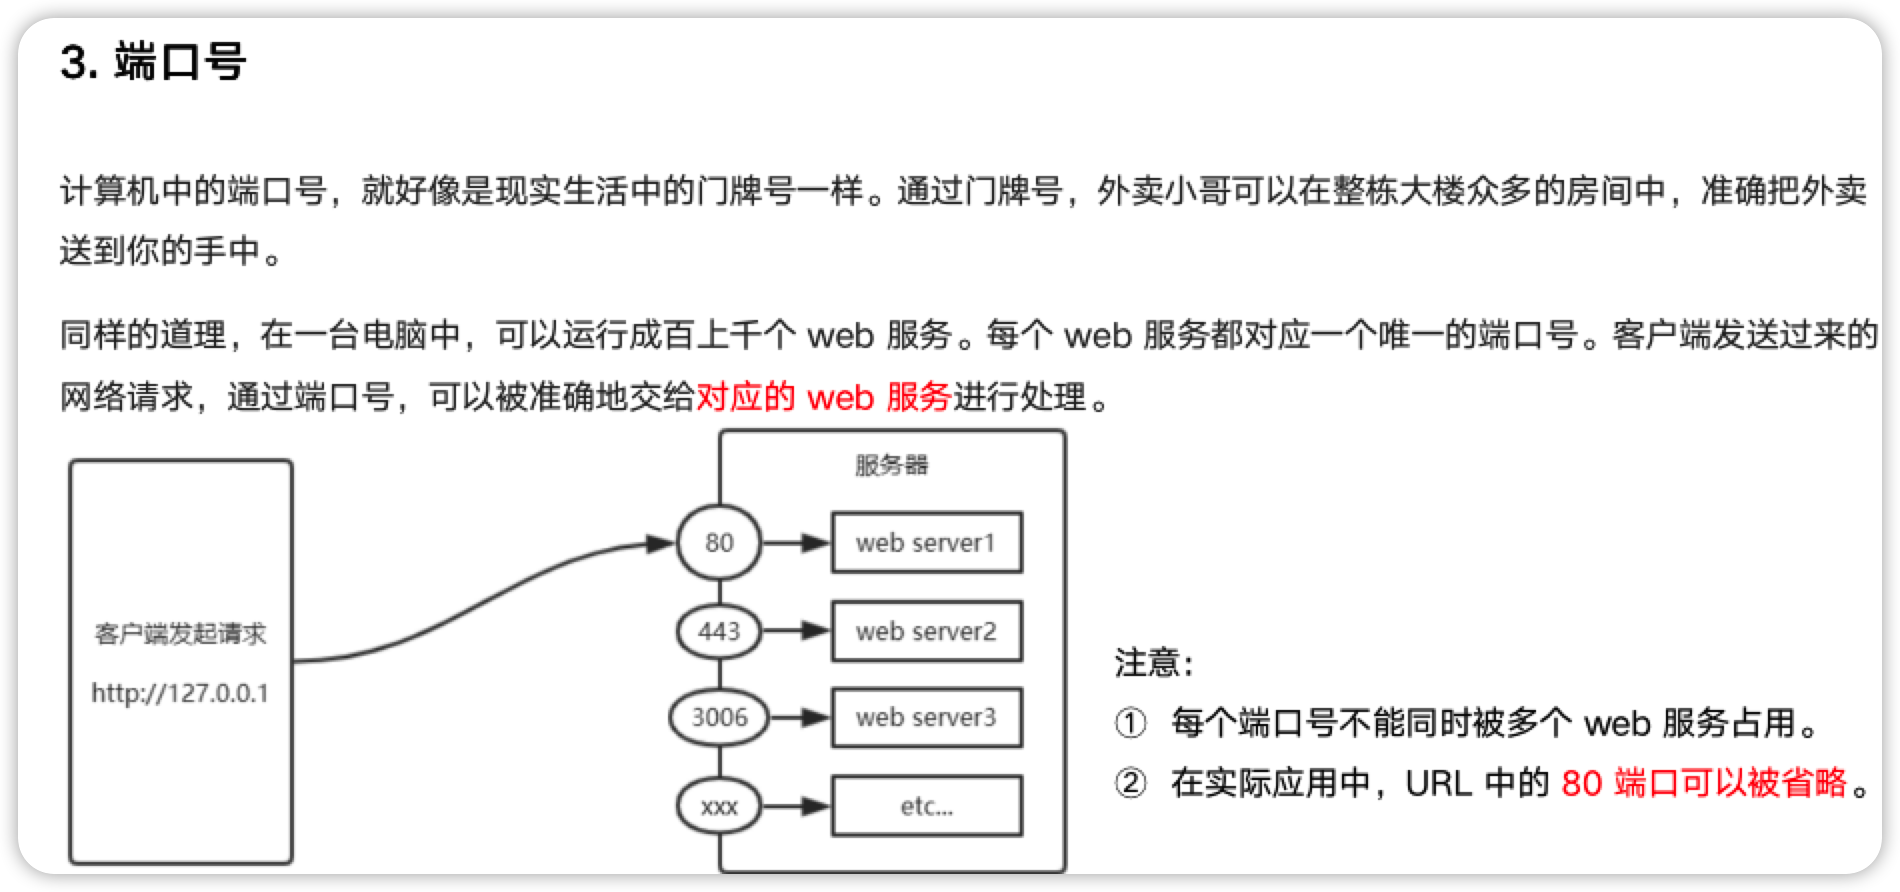 3. 端口号
计算机中的端口号，就好像是现实生活中的门牌号一样。通过门牌号，外卖小哥可以在整栋大楼众多的房间中，准确把外卖
送到你的手中。
同样的道理，在一台电脑中，可以运行成百上千个 web 服务。每个 web 服务都对应一个唯一的端口号。客户端发送过来的
网络请求，通过端口号，可以被准确地交给对应的 web 服务进行处理。
客户端发起请求
http://127.0.0.1
服务器
80
web server1
443
web server2
3006
web server3
xxx
etc...
注意：
① 每个端口号不能同时被多个 web 服务占用。
② 在实际应用中，URL 中的 80 端口可以被省略。